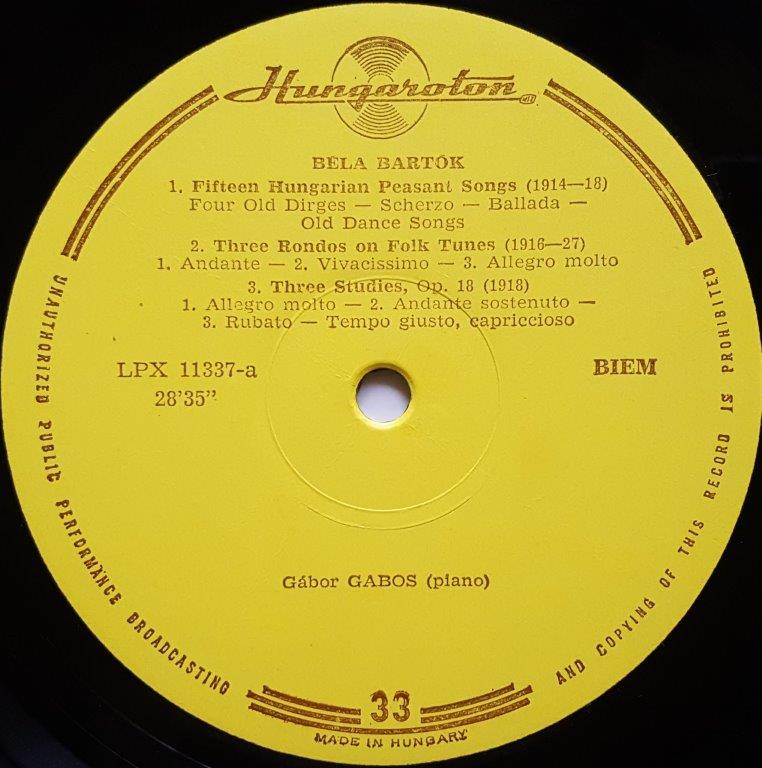 Hungaroton
BÉLA BARTÓK
1. Fifteen Hungarian Peasant Songs (1914—18)
Four Old Dirges — Scherzo — Ballada —
Old Dance Songs
2. Three Rondos on Folk Tunes (1916—27)
1. Andante — 2. Vivacissimo — 3. Allegro molto
3. Three Studies, Op. 18 (1918)
1. Allegro molto — 2. Andante sostenuto —
3. Rubato — Tempo giusto, capriccioso
LPX 11337-a
BIEM
28'35"
Gábor GABOS (piano)
UNAUTHORIZED PUBLIC PERFORMANCE BROADCASTING
AND COPYING OF THIS RECORD IS PROHIBITED
33
MADE IN HUNGARY